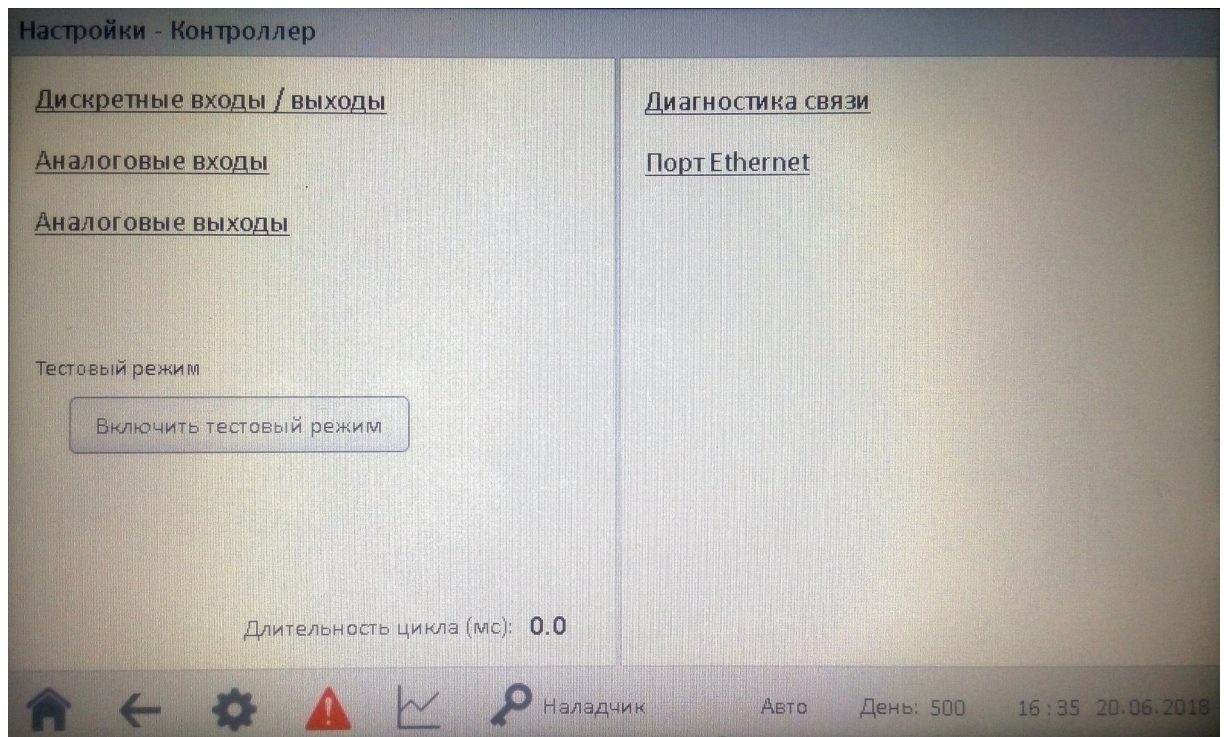 Настройки - Контроллер
Дискретные входы / выходы
Аналоговые входы
Аналоговые выходы
Тестовый режим
Включить тестовый режим
Длительность цикла (мс): 0.0
Диагностика связи
Порт Ethernet
Наладчик Авто День: 500 16:35 20.06.2018